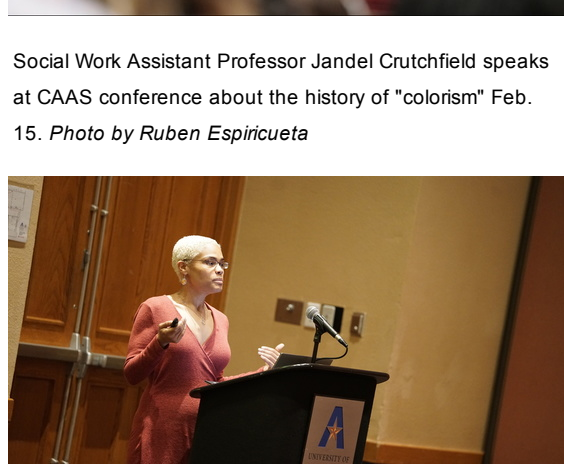 Social Work Assistant Professor Jandel Crutchfield speaks
at CAAS conference about the history of "colorism" Feb.
15. Photo by Ruben Espiricueta
A
UNIVERSITY OF